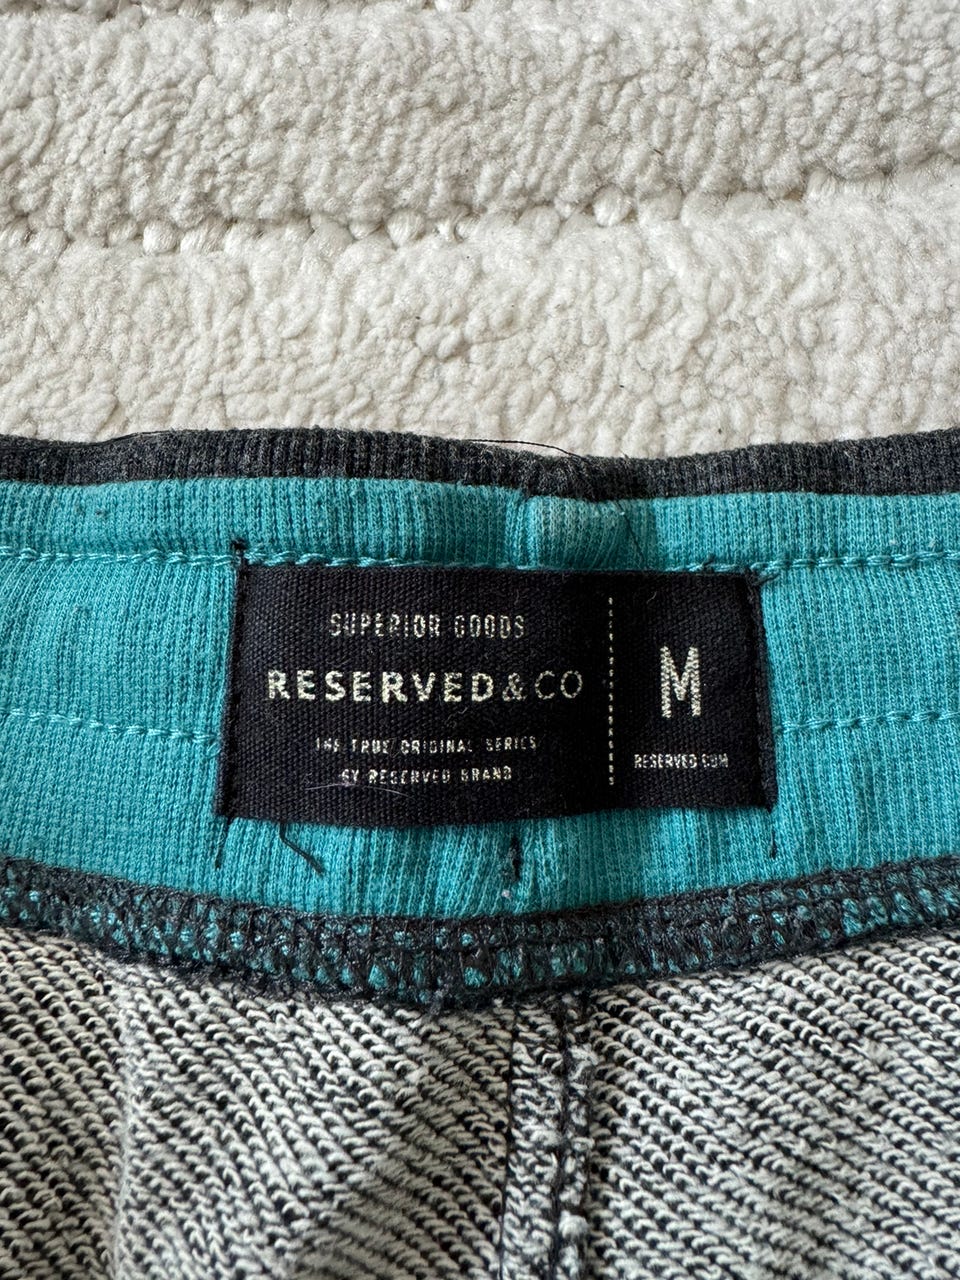 SUPERIOR GOODS
RESERVED & CO
THE TRUE ORIGINAL SERIES
BY RESERVED BRAND
M
RESERVED.COM